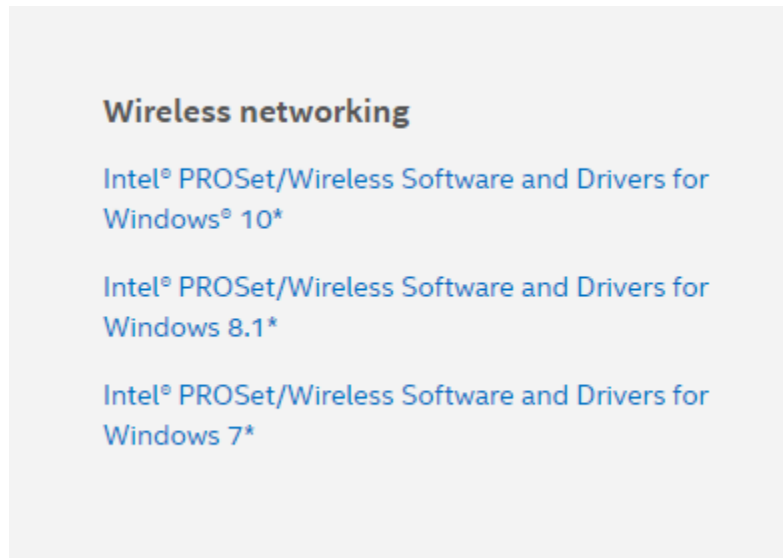 Wireless networking
Intel® PROSet/Wireless Software and Drivers for
Windows® 10*
Intel® PROSet/Wireless Software and Drivers for
Windows 8.1*
Intel® PROSet/Wireless Software and Drivers for
Windows 7*